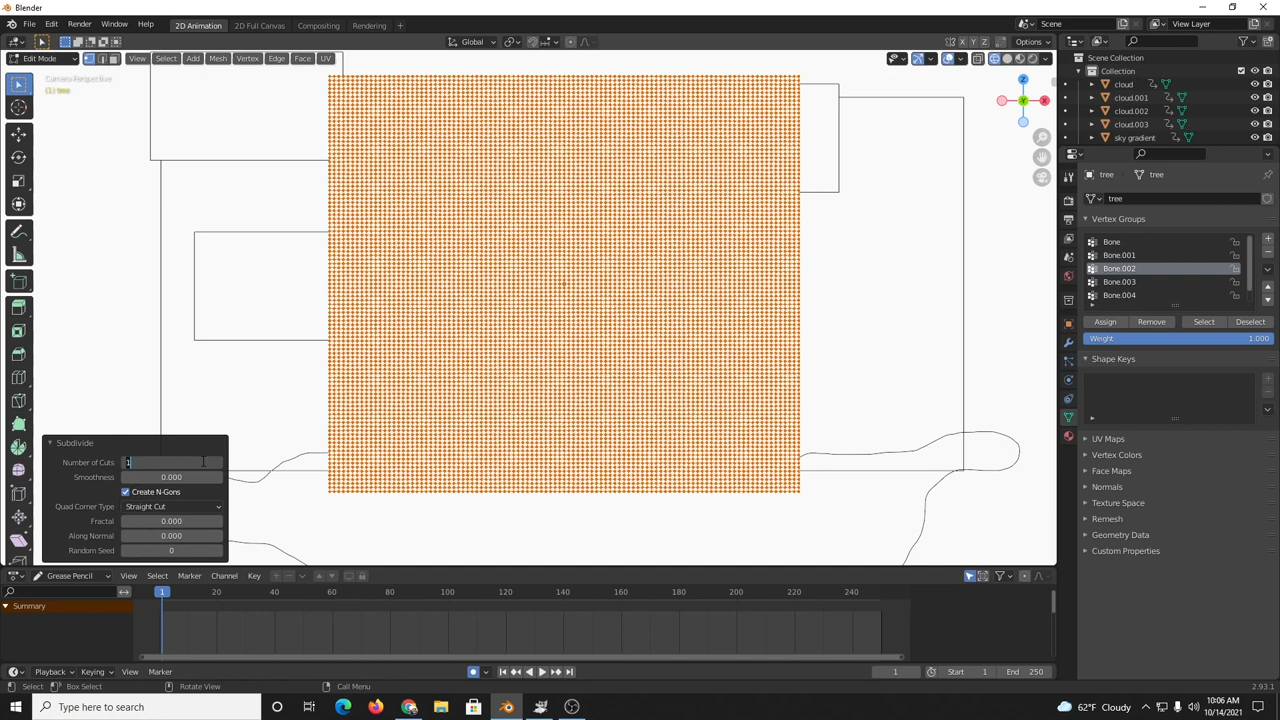 Blender
File Edit Render Window Help 2D Animation 2D Full Canvas Compositing Rendering + Scene View Layer
Global Options
Edit Mode View Select Add Mesh Vertex Edge Face UV
Camera Perspective
(1) tree
Z
Y
X
X Y Z
Scene Collection
Collection
cloud
cloud.001
cloud.002
cloud.003
sky gradient
tree tree
tree
Vertex Groups
Bone
Bone.001
Bone.002
Bone.003
Bone.004
Assign Remove Select Deselect
Weight 1.000
Shape Keys
UV Maps
Vertex Colors
Face Maps
Normals
Texture Space
Remesh
Geometry Data
Custom Properties
Subdivide
Number of Cuts 1
Smoothness 0.000
Create N-Gons
Quad Corner Type Straight Cut
Fractal 0.000
Along Normal 0.000
Random Seed 0
Grease Pencil View Select Marker Channel Key
1 20 40 60 80 100 120 140 160 180 200 220 240
Summary
Playback Keying View Marker 1 Start 1 End 250
Select Box Select Rotate View Call Menu 2.93.1
Type here to search 62°F Cloudy 10:06 AM
10/14/2021